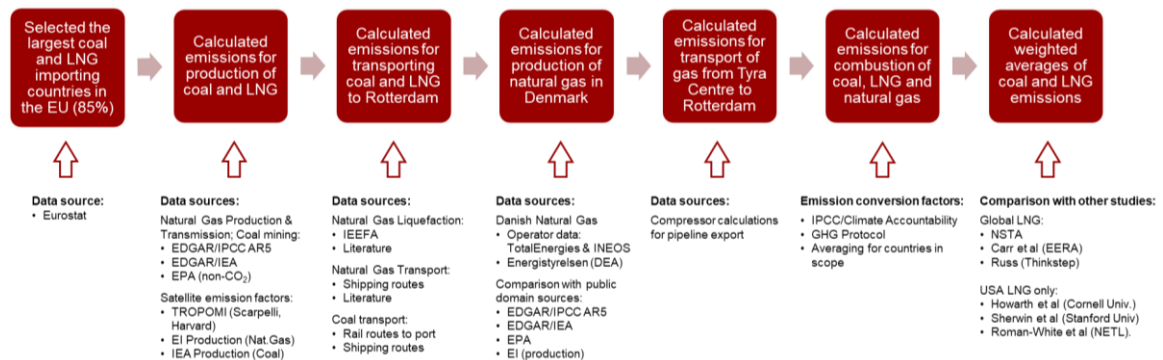 Selected the
largest coal
and LNG
importing
countries
in the EU (85%)
Calculated
emissions for
production of
coal and LNG
Calculated
emissions for
transporting
coal and LNG
to Rotterdam
Calculated
emissions for
production of
natural gas in
Denmark
Calculated
emissions for
transport of
gas from Tyra
Centre to
Rotterdam
Calculated
emissions for
combustion of
coal, LNG and
natural gas
Calculated
weighted
averages of
coal and LNG
emissions
Data source:
• Eurostat
Data sources:
Natural Gas Production &
Transmission; Coal mining:
• EDGAR/IPCC AR5
• EDGAR/IEA
• EPA (non-CO₂)
Satellite emission factors:
• TROPOMI (Scarpelli,
Harvard)
• EI Production (Nat.Gas)
• IEA Production (Coal)
Data sources:
Natural Gas Liquefaction:
• IEEFA
• Literature
Natural Gas Transport:
• Shipping routes
• Literature
Coal transport:
• Rail routes to port
• Shipping routes
Data sources:
Danish Natural Gas
• Operator data:
TotalEnergies & INEOS
• Energistyrelsen (DEA)
Comparison with public
domain sources:
• EDGAR/IPCC AR5
• EDGAR/IEA
• EPA
• EI (production)
Data sources:
Compressor calculations
for pipeline export
Emission conversion factors:
• IPCC/Climate Accountability
• GHG Protocol
• Averaging for countries in
scope
Comparison with other studies:
Global LNG:
• NSTA
• Carr et al (EERA)
• Russ (Thinkstep)
USA LNG only:
• Howarth et al (Cornell Univ.)
• Sherwin et al (Stanford Univ)
• Roman-White et al (NETL).